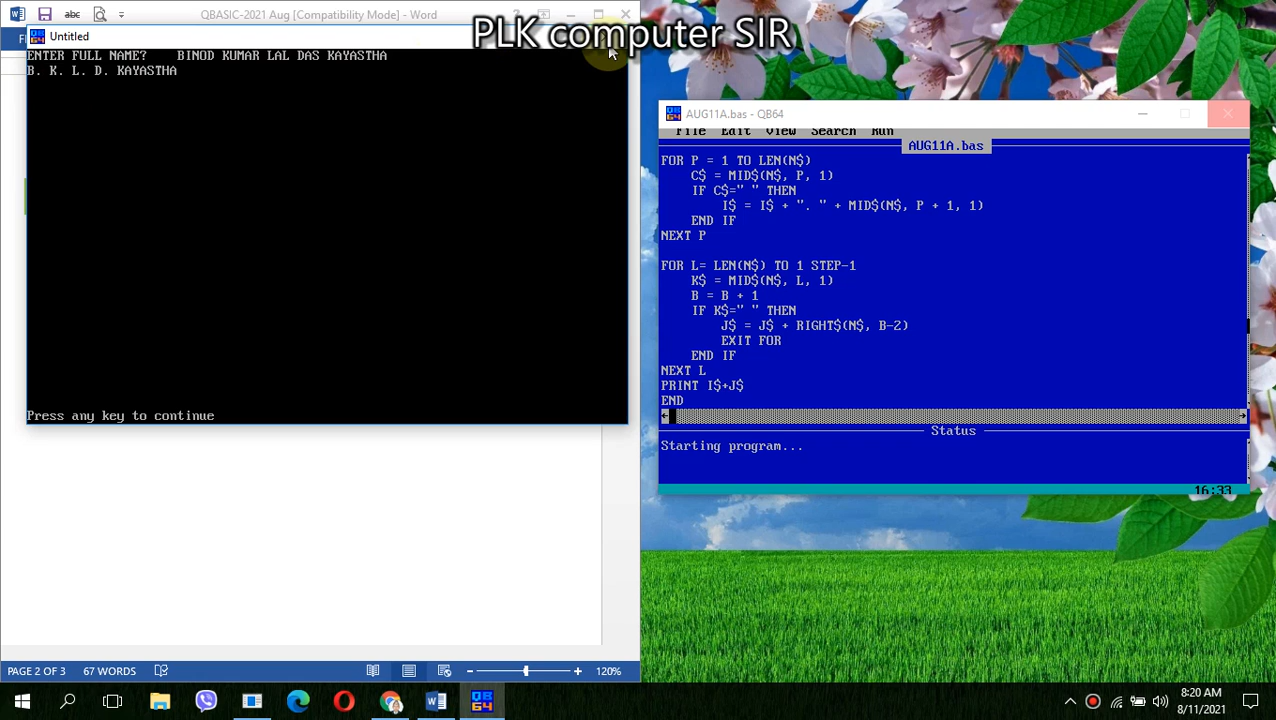 QBASIC-2021 Aug [Compatibility Mode] - Word
abc
?
PLK computer SIR
Untitled
ENTER FULL NAME?    BINOD KUMAR LAL DAS KAYASTHA
B. K. L. D. KAYASTHA
Press any key to continue
AUG11A.bas - QB64
File Edit View Search Run
AUG11A.bas
FOR P = 1 TO LEN(N$)
    C$ = MID$(N$, P, 1)
    IF C$=" " THEN
        I$ = I$ + ". " + MID$(N$, P + 1, 1)
    END IF
NEXT P
FOR L= LEN(N$) TO 1 STEP-1
    K$ = MID$(N$, L, 1)
    B = B + 1
    IF K$=" " THEN
        J$ = J$ + RIGHT$(N$, B-2)
        EXIT FOR
    END IF
NEXT L
PRINT I$+J$
END
Status
Starting program...
16:33
PAGE 2 OF 3    67 WORDS
120%
8:20 AM
8/11/2021